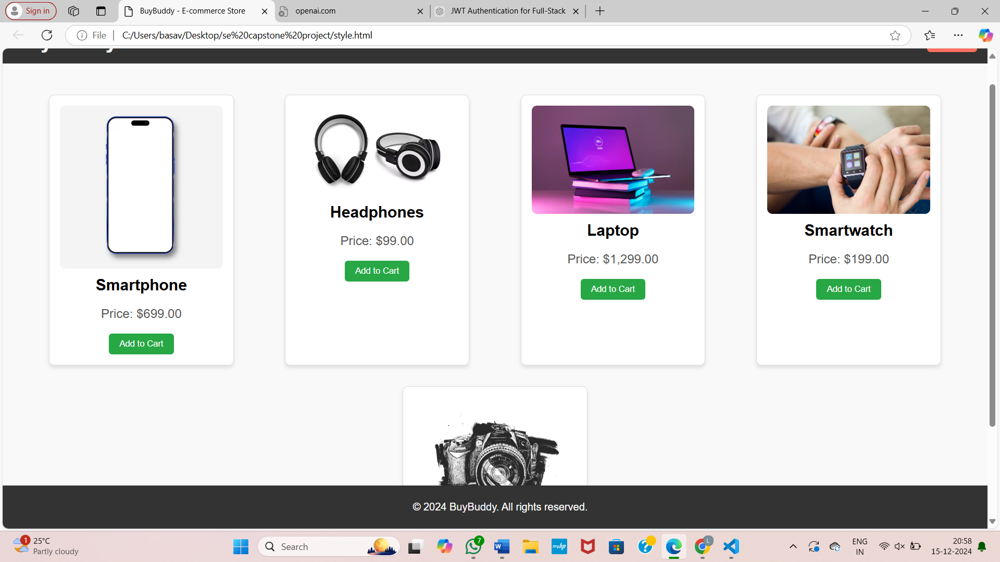 Sign in
BuyBuddy - E-commerce Store
openai.com
JWT Authentication for Full-Stack
File
C:/Users/basav/Desktop/se%20capstone%20project/style.html
Smartphone
Price: $699.00
Add to Cart
Headphones
Price: $99.00
Add to Cart
Laptop
Price: $1,299.00
Add to Cart
Smartwatch
Price: $199.00
Add to Cart
© 2024 BuyBuddy. All rights reserved.
1
25°C
Partly cloudy
Search
7
W
myhp
?
L
ENG
IN
20:58
15-12-2024